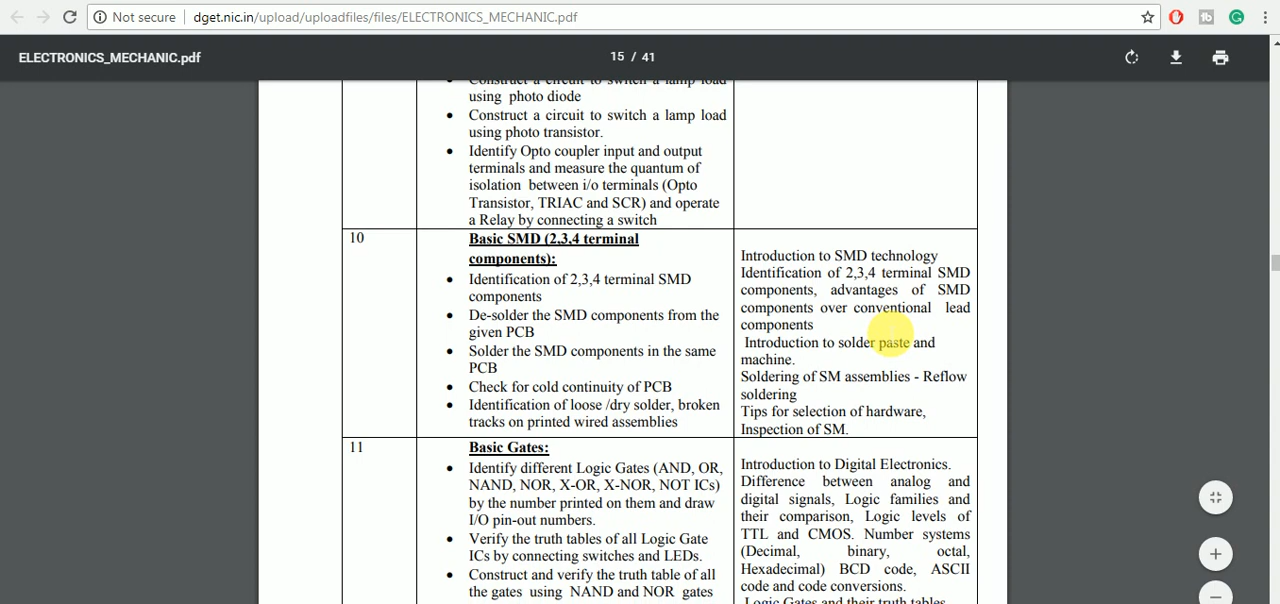 Not secure | dget.nic.in/upload/uploadfiles/files/ELECTRONICS_MECHANIC.pdf
ELECTRONICS_MECHANIC.pdf
15 / 41
Construct a circuit to switch a lamp load
using photo diode
• Construct a circuit to switch a lamp load
using photo transistor.
• Identify Opto coupler input and output
terminals and measure the quantum of
isolation between i/o terminals (Opto
Transistor, TRIAC and SCR) and operate
a Relay by connecting a switch
10
Basic SMD (2,3,4 terminal
components):
• Identification of 2,3,4 terminal SMD
components
• De-solder the SMD components from the
given PCB
• Solder the SMD components in the same
PCB
• Check for cold continuity of PCB
• Identification of loose /dry solder, broken
tracks on printed wired assemblies
Introduction to SMD technology
Identification of 2,3,4 terminal SMD
components, advantages of SMD
components over conventional lead
components
Introduction to solder paste and
machine.
Soldering of SM assemblies - Reflow
soldering
Tips for selection of hardware,
Inspection of SM.
11
Basic Gates:
• Identify different Logic Gates (AND, OR,
NAND, NOR, X-OR, X-NOR, NOT ICs)
by the number printed on them and draw
I/O pin-out numbers.
• Verify the truth tables of all Logic Gate
ICs by connecting switches and LEDs.
• Construct and verify the truth table of all
the gates using NAND and NOR gates
Introduction to Digital Electronics.
Difference between analog and
digital signals, Logic families and
their comparison, Logic levels of
TTL and CMOS. Number systems
(Decimal, binary, octal,
Hexadecimal) BCD code, ASCII
code and code conversions.
Logic Gates and their truth tables